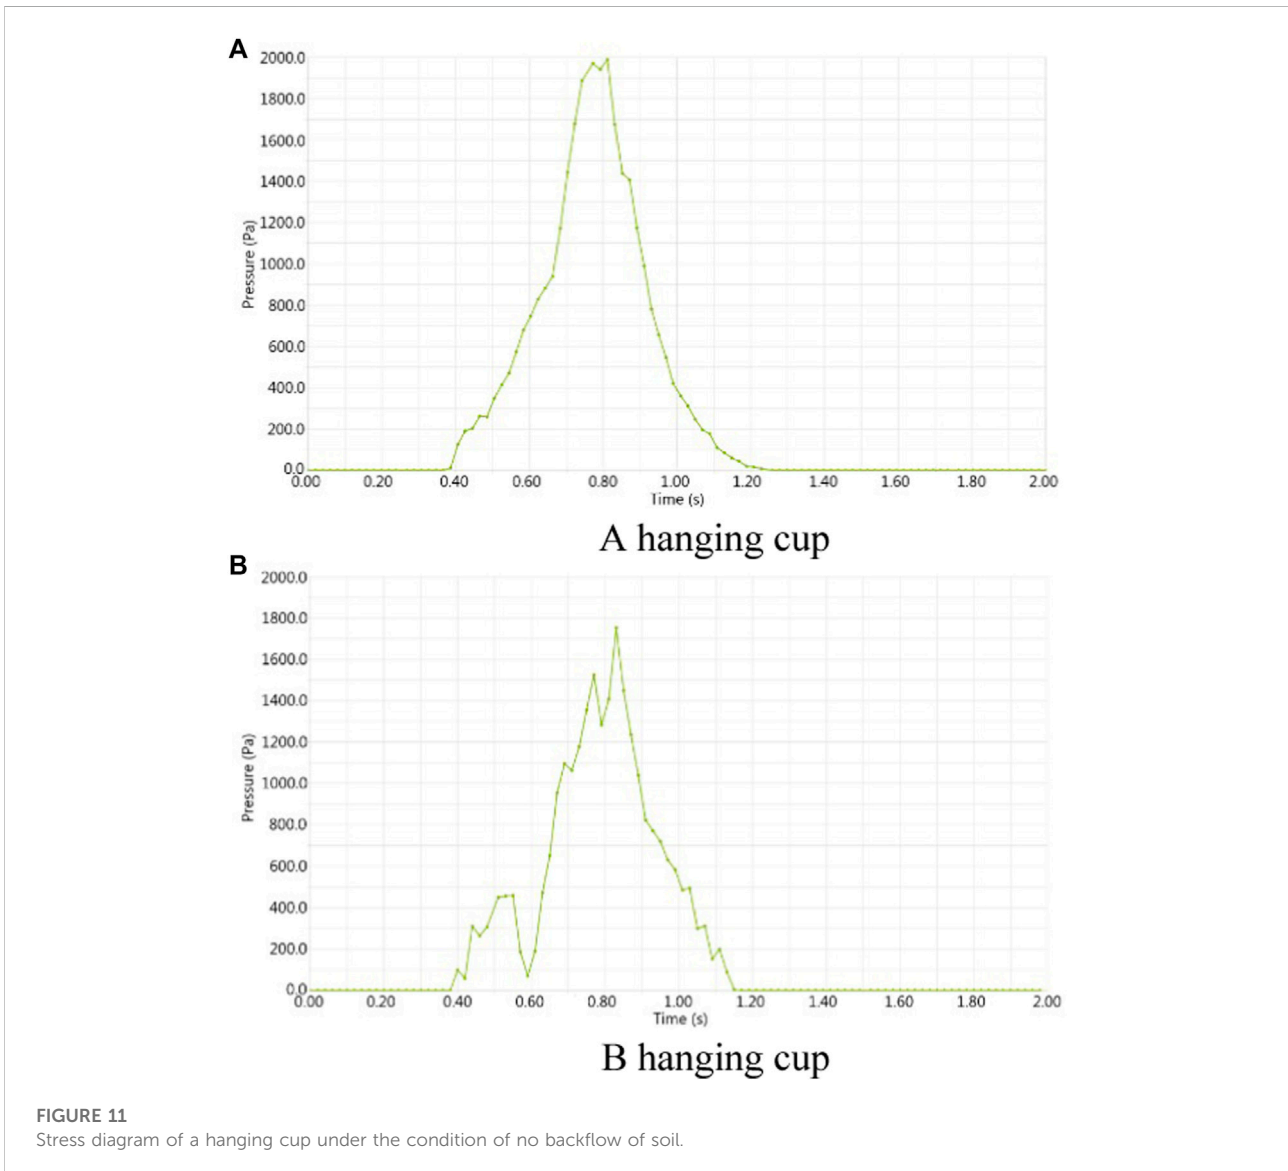 A
2000.0
1800.0
1600.0
1400.0
1200.0
1000.0
800.0
600.0
400.0
200.0
0.0
Pressure (Pa)
0.00 0.20 0.40 0.60 0.80 1.00 1.20 1.40 1.60 1.80 2.00
Time (s)
A hanging cup
B
2000.0
1800.0
1600.0
1400.0
1200.0
1000.0
800.0
600.0
400.0
200.0
0.0
Pressure (Pa)
0.00 0.20 0.40 0.60 0.80 1.00 1.20 1.40 1.60 1.80 2.00
Time (s)
B hanging cup
FIGURE 11
Stress diagram of a hanging cup under the condition of no backflow of soil.